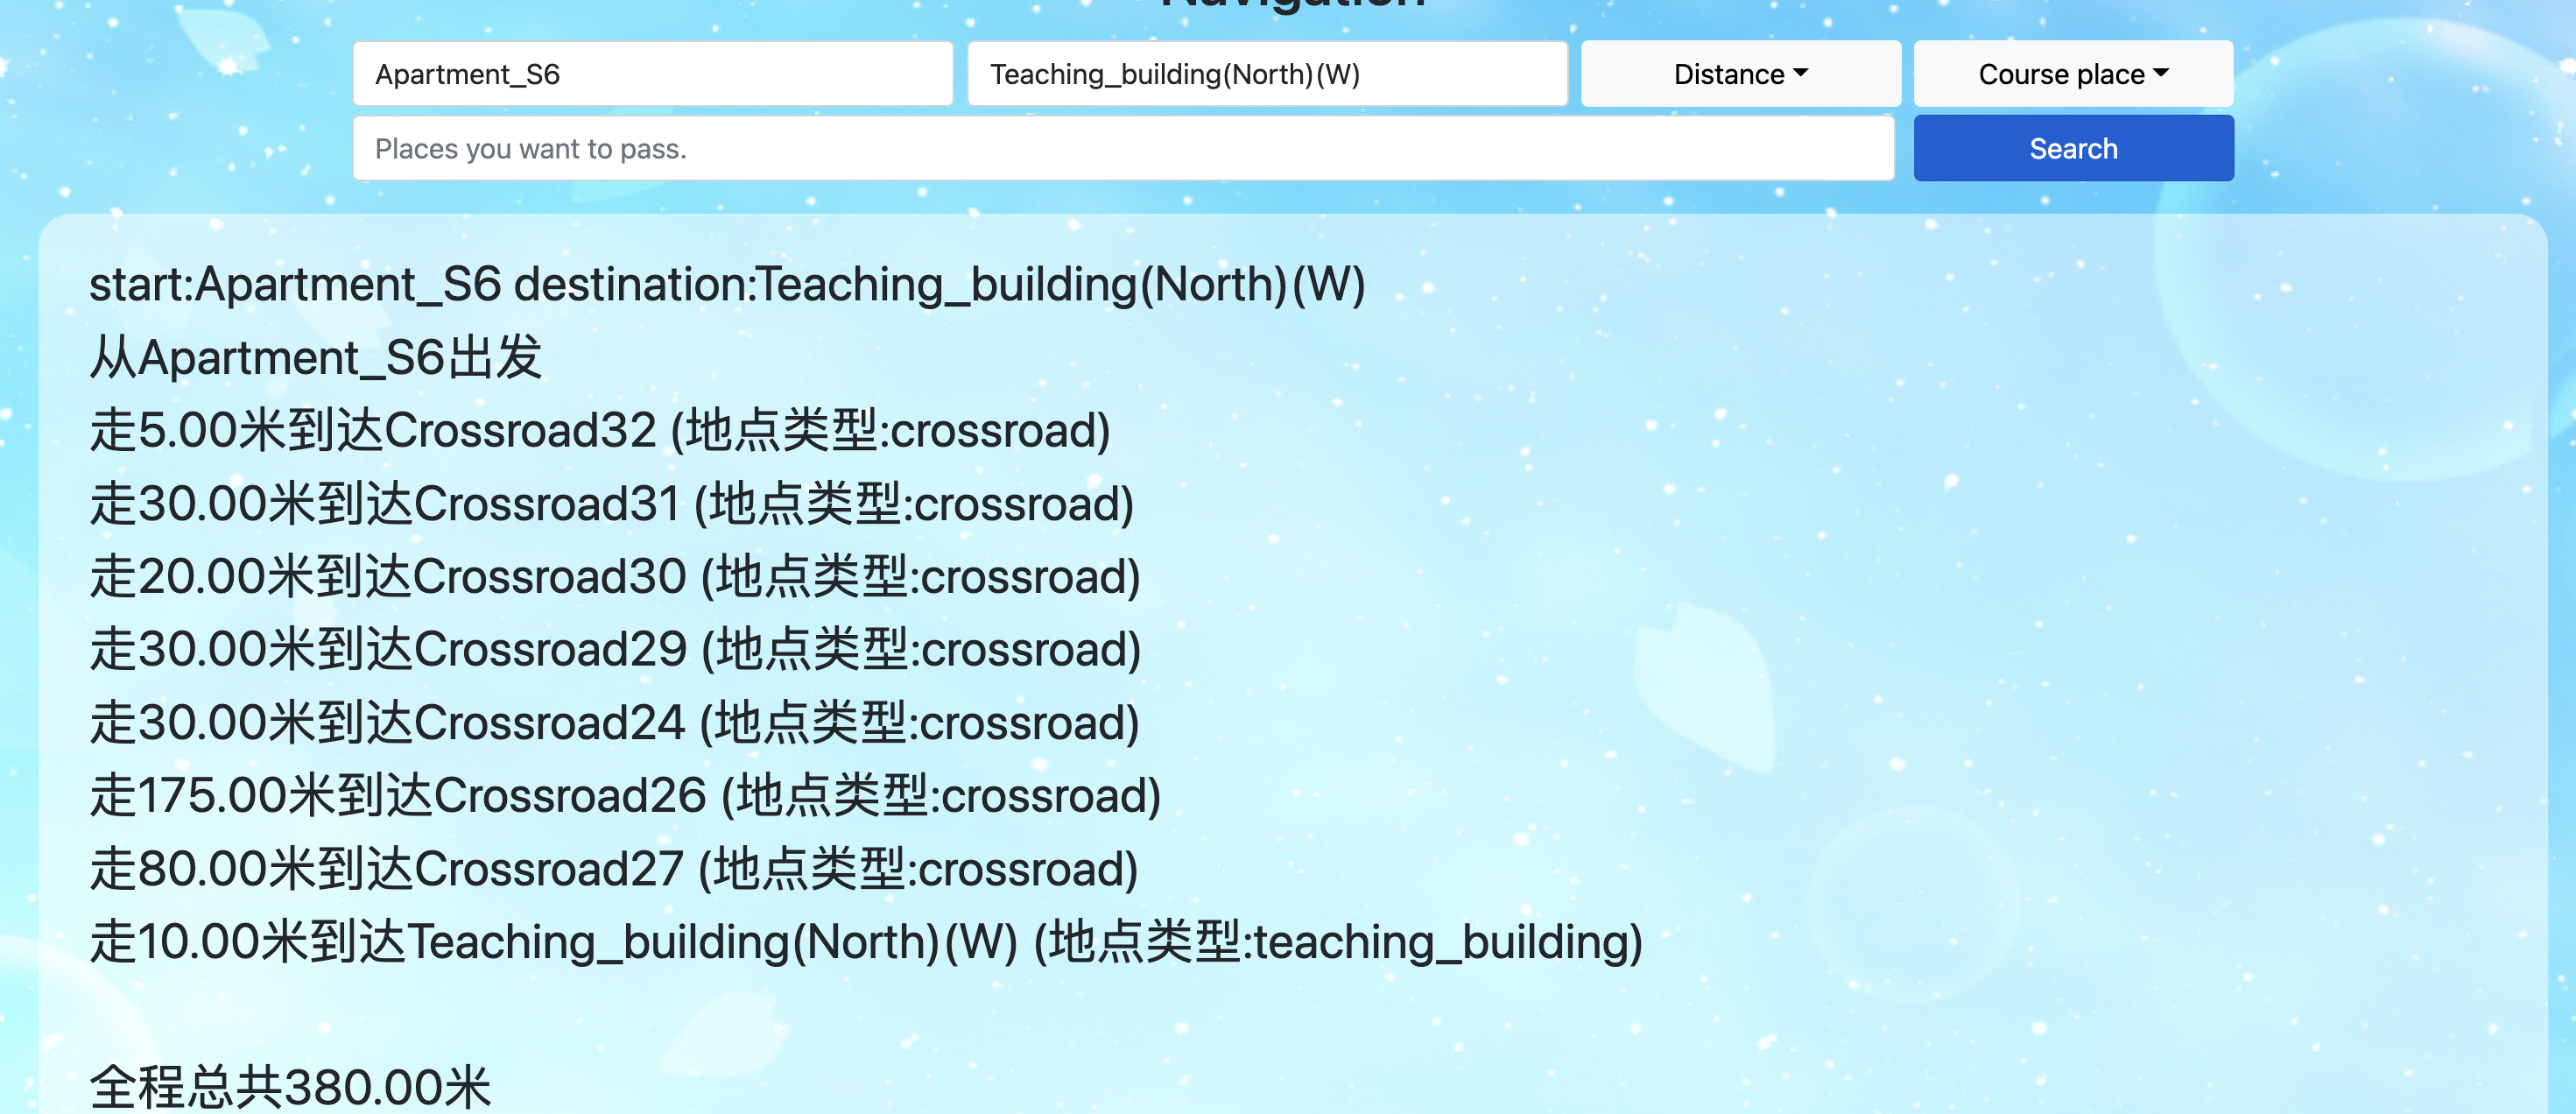 Navigation
Apartment_S6
Teaching_building(North)(W)
Distance
Course place
Places you want to pass.
Search
start:Apartment_S6 destination:Teaching_building(North)(W)
从Apartment_S6出发
走5.00米到达Crossroad32 (地点类型:crossroad)
走30.00米到达Crossroad31 (地点类型:crossroad)
走20.00米到达Crossroad30 (地点类型:crossroad)
走30.00米到达Crossroad29 (地点类型:crossroad)
走30.00米到达Crossroad24 (地点类型:crossroad)
走175.00米到达Crossroad26 (地点类型:crossroad)
走80.00米到达Crossroad27 (地点类型:crossroad)
走10.00米到达Teaching_building(North)(W) (地点类型:teaching_building)
全程总共380.00米